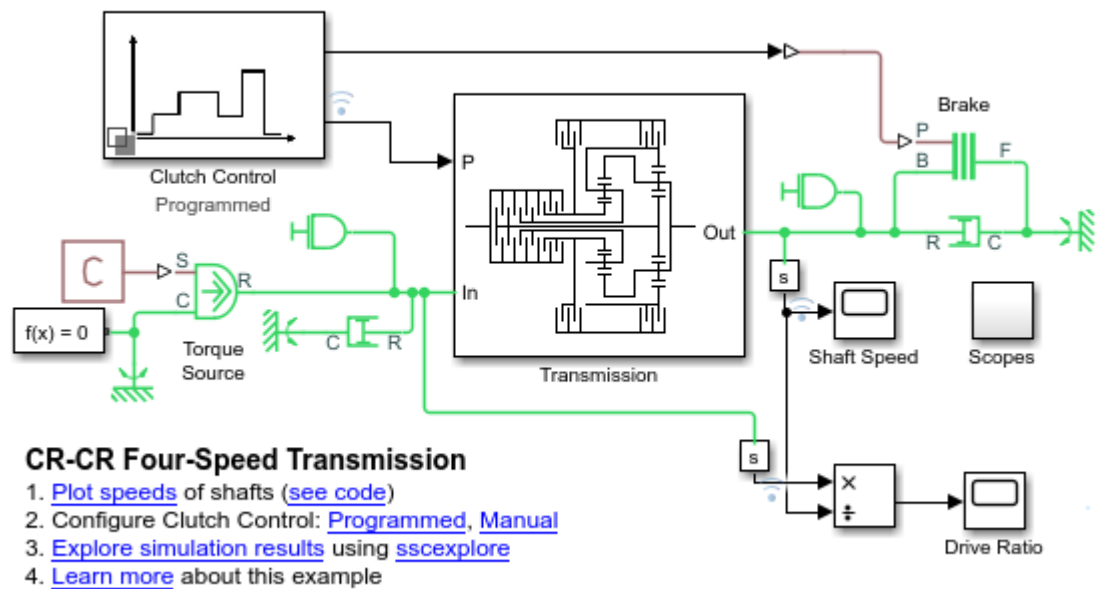 Clutch Control
Programmed
Brake
P
B
F
P
In
Out
R
C
C
S
C
R
f(x) = 0
Torque
Source
C
R
s
Shaft Speed
Scopes
Transmission
s
×
÷
Drive Ratio
CR-CR Four-Speed Transmission
1. Plot speeds of shafts (see code)
2. Configure Clutch Control: Programmed, Manual
3. Explore simulation results using sscexplore
4. Learn more about this example